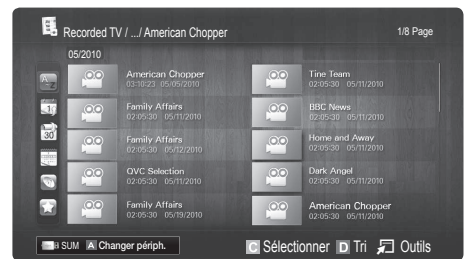 Recorded TV / .../ American Chopper
1/8 Page
05/2010
American Chopper
03:10:23 05/05/2010
Family Affairs
02:05:30 05/11/2010
Family Affairs
02:05:30 05/12/2010
QVC Selection
02:05:30 05/11/2010
Family Affairs
02:05:30 05/19/2010
Tine Team
02:05:30 05/11/2010
BBC News
02:05:30 05/11/2010
Home and Away
02:05:30 05/11/2010
Dark Angel
02:05:30 05/11/2010
American Chopper
02:05:30 05/11/2010
1
30
SUM A Changer périph.
C Sélectionner D Tri Outils